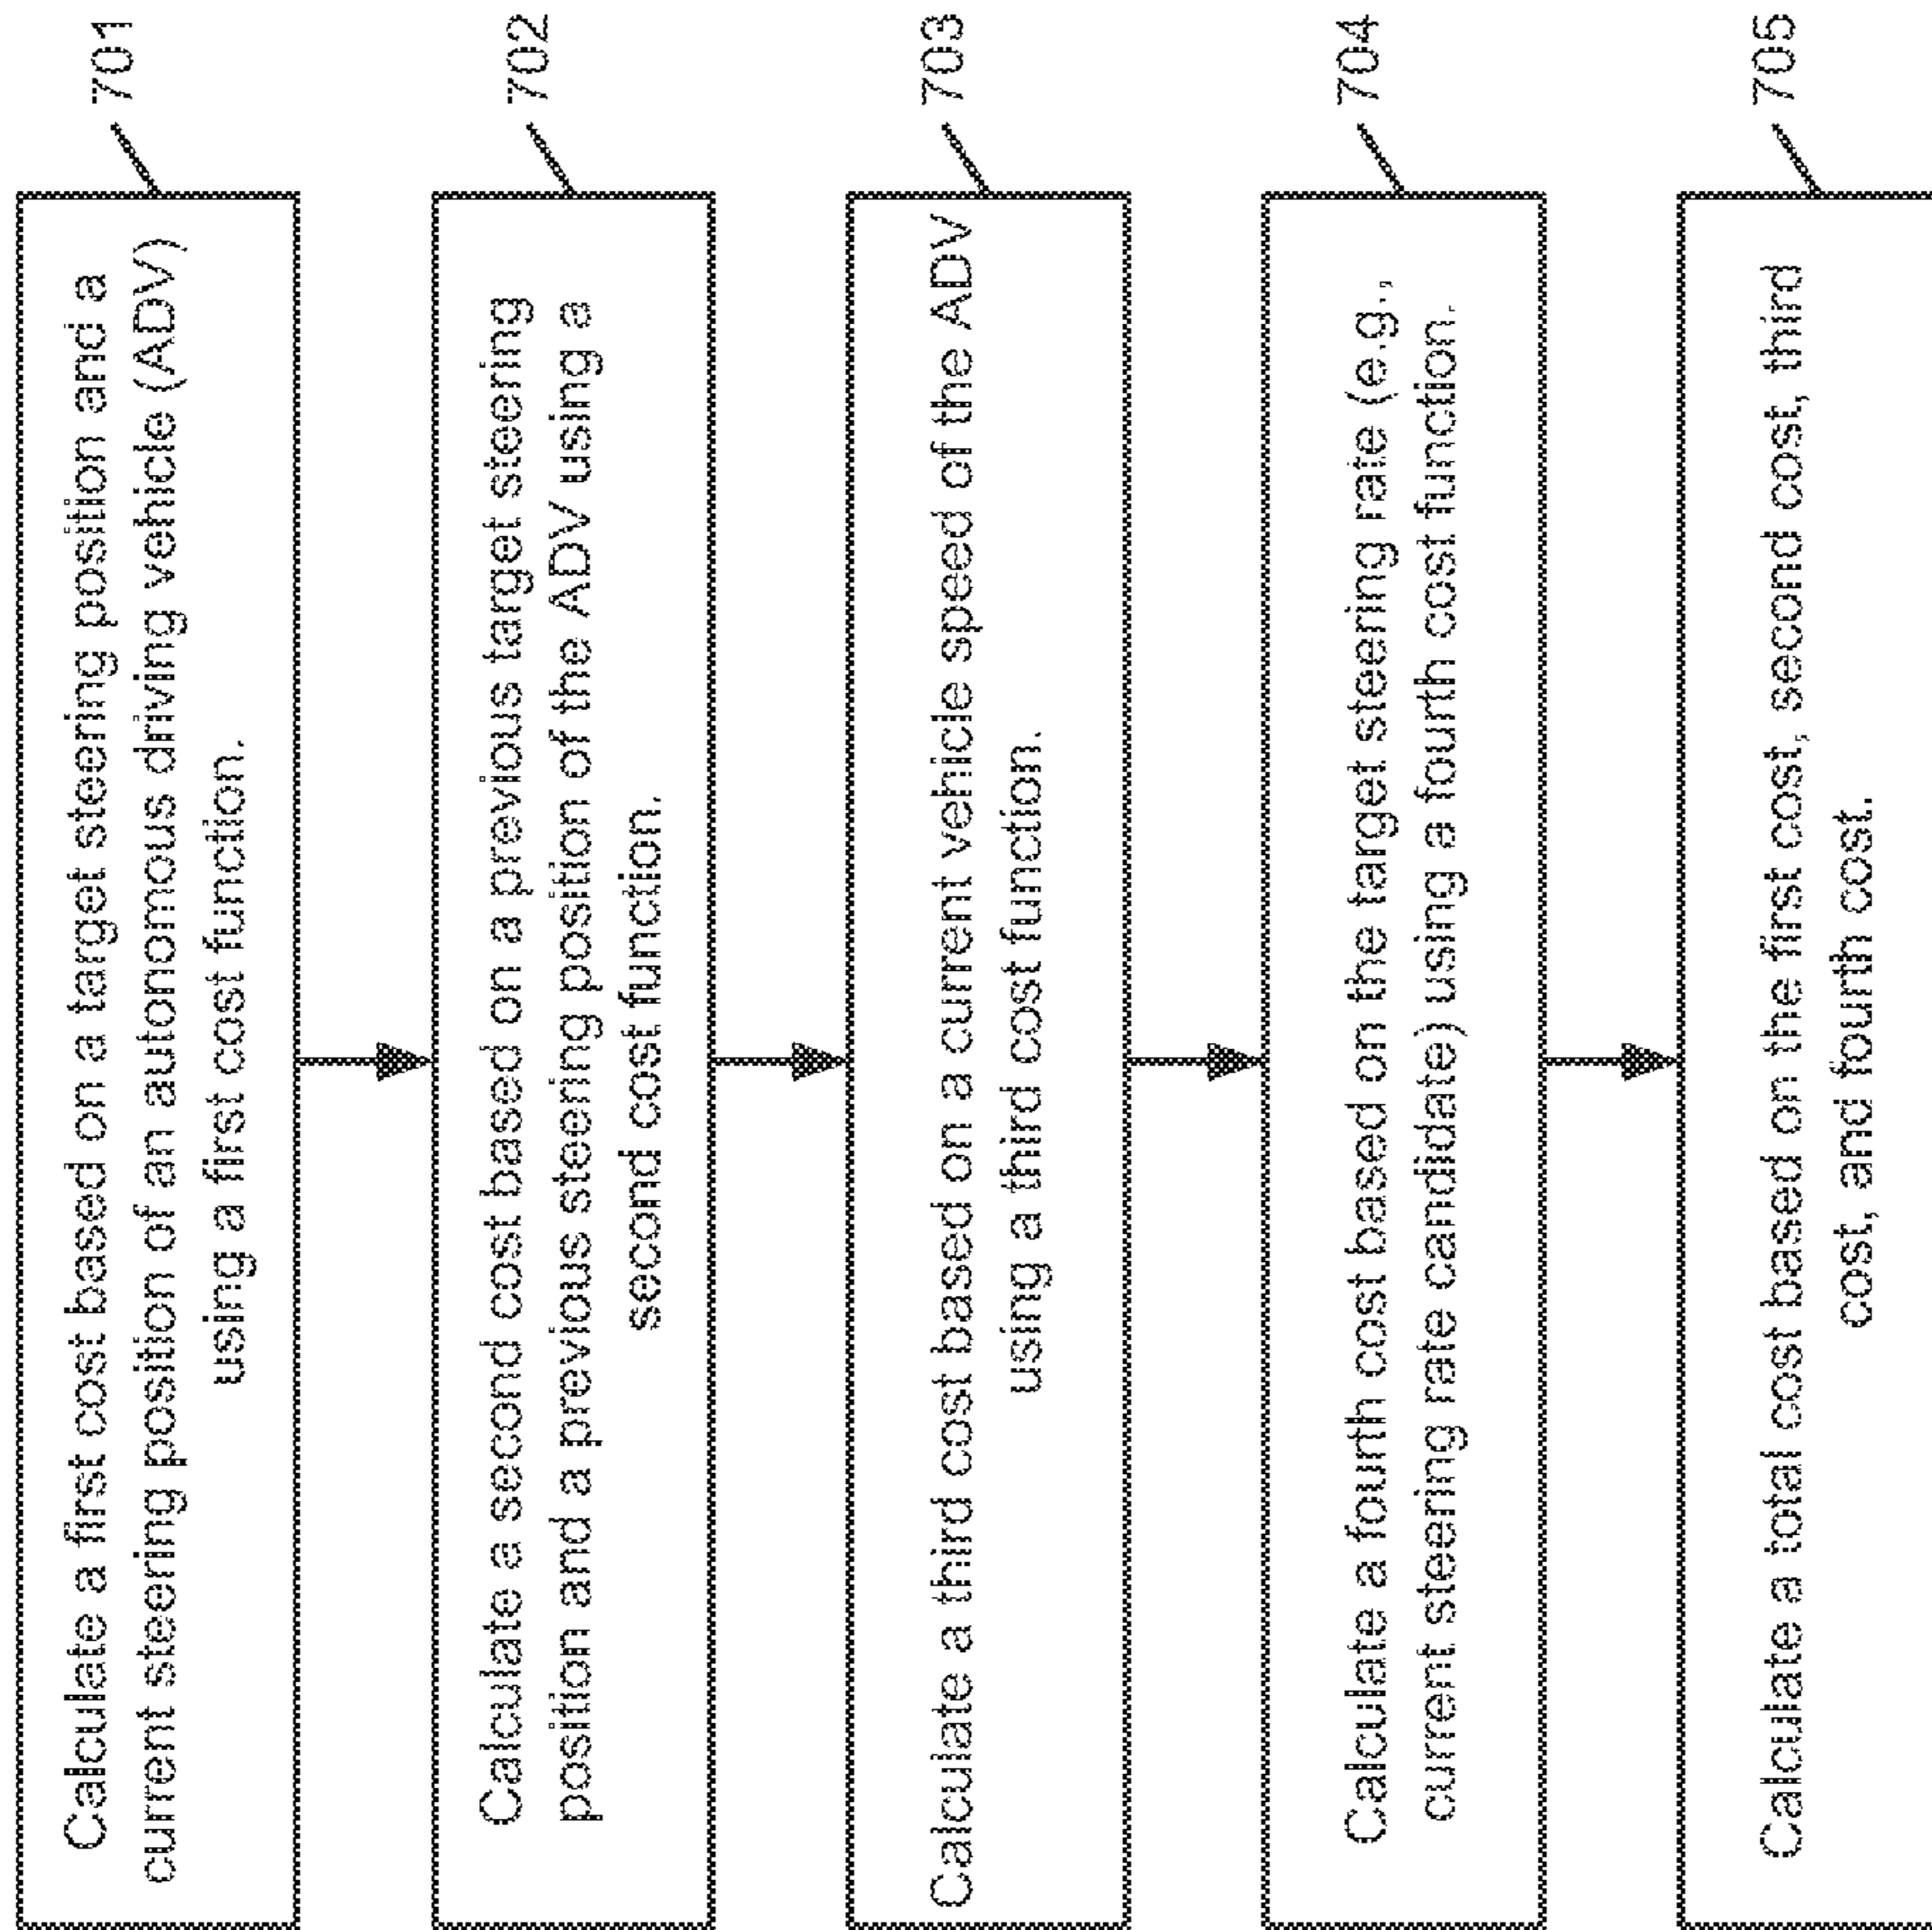 Calculate a first cost based on a target steering position and a
current steering position of an autonomous driving vehicle (ADV)
using a first cost function.
701
Calculate a second cost based on a previous target steering
position and a previous steering position of the ADV using a
second cost function.
702
Calculate a third cost based on a current vehicle speed of the ADV
using a third cost function.
703
Calculate a fourth cost based on the target steering rate (e.g.,
current steering rate candidate) using a fourth cost function.
704
Calculate a total cost based on the first cost, second cost, third
cost, and fourth cost.
705